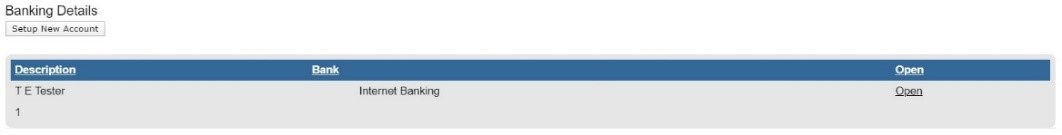 Banking Details
Setup New Account
Description Bank Open
T E Tester Internet Banking Open
1